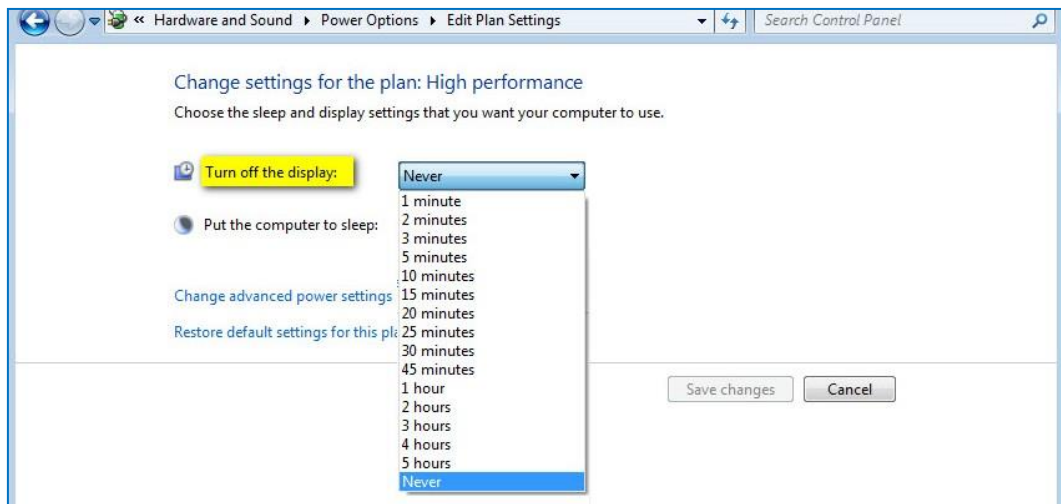 « Hardware and Sound ▸ Power Options ▸ Edit Plan Settings Search Control Panel
Change settings for the plan: High performance
Choose the sleep and display settings that you want your computer to use.
Turn off the display: Never
1 minute
2 minutes
Put the computer to sleep:
3 minutes
5 minutes
10 minutes
Change advanced power settings
15 minutes
20 minutes
Restore default settings for this pla
25 minutes
30 minutes
45 minutes
1 hour
2 hours
3 hours
4 hours
5 hours
Never
Save changes Cancel